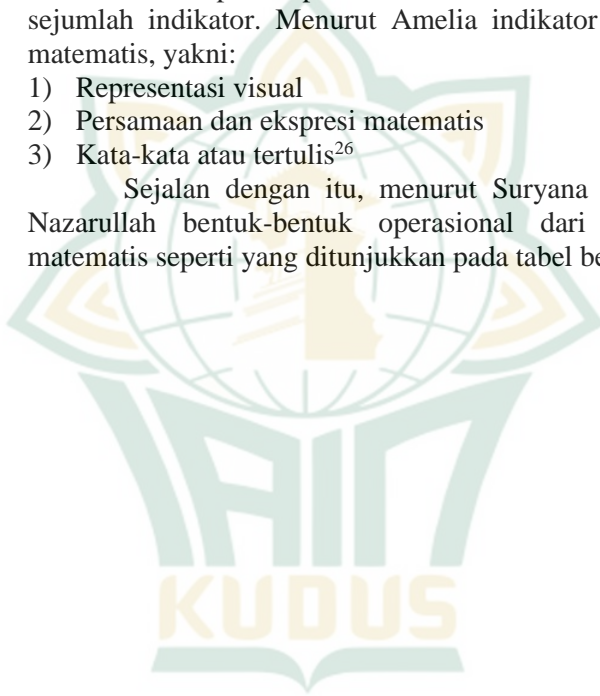 sejumlah indikator. Menurut Amelia indikator
matematis, yakni:
1) Representasi visual
2) Persamaan dan ekspresi matematis
3) Kata-kata atau tertulis26
Sejalan dengan itu, menurut Suryana
Nazarullah bentuk-bentuk operasional dari
matematis seperti yang ditunjukkan pada tabel be
IAIN
KUDUS